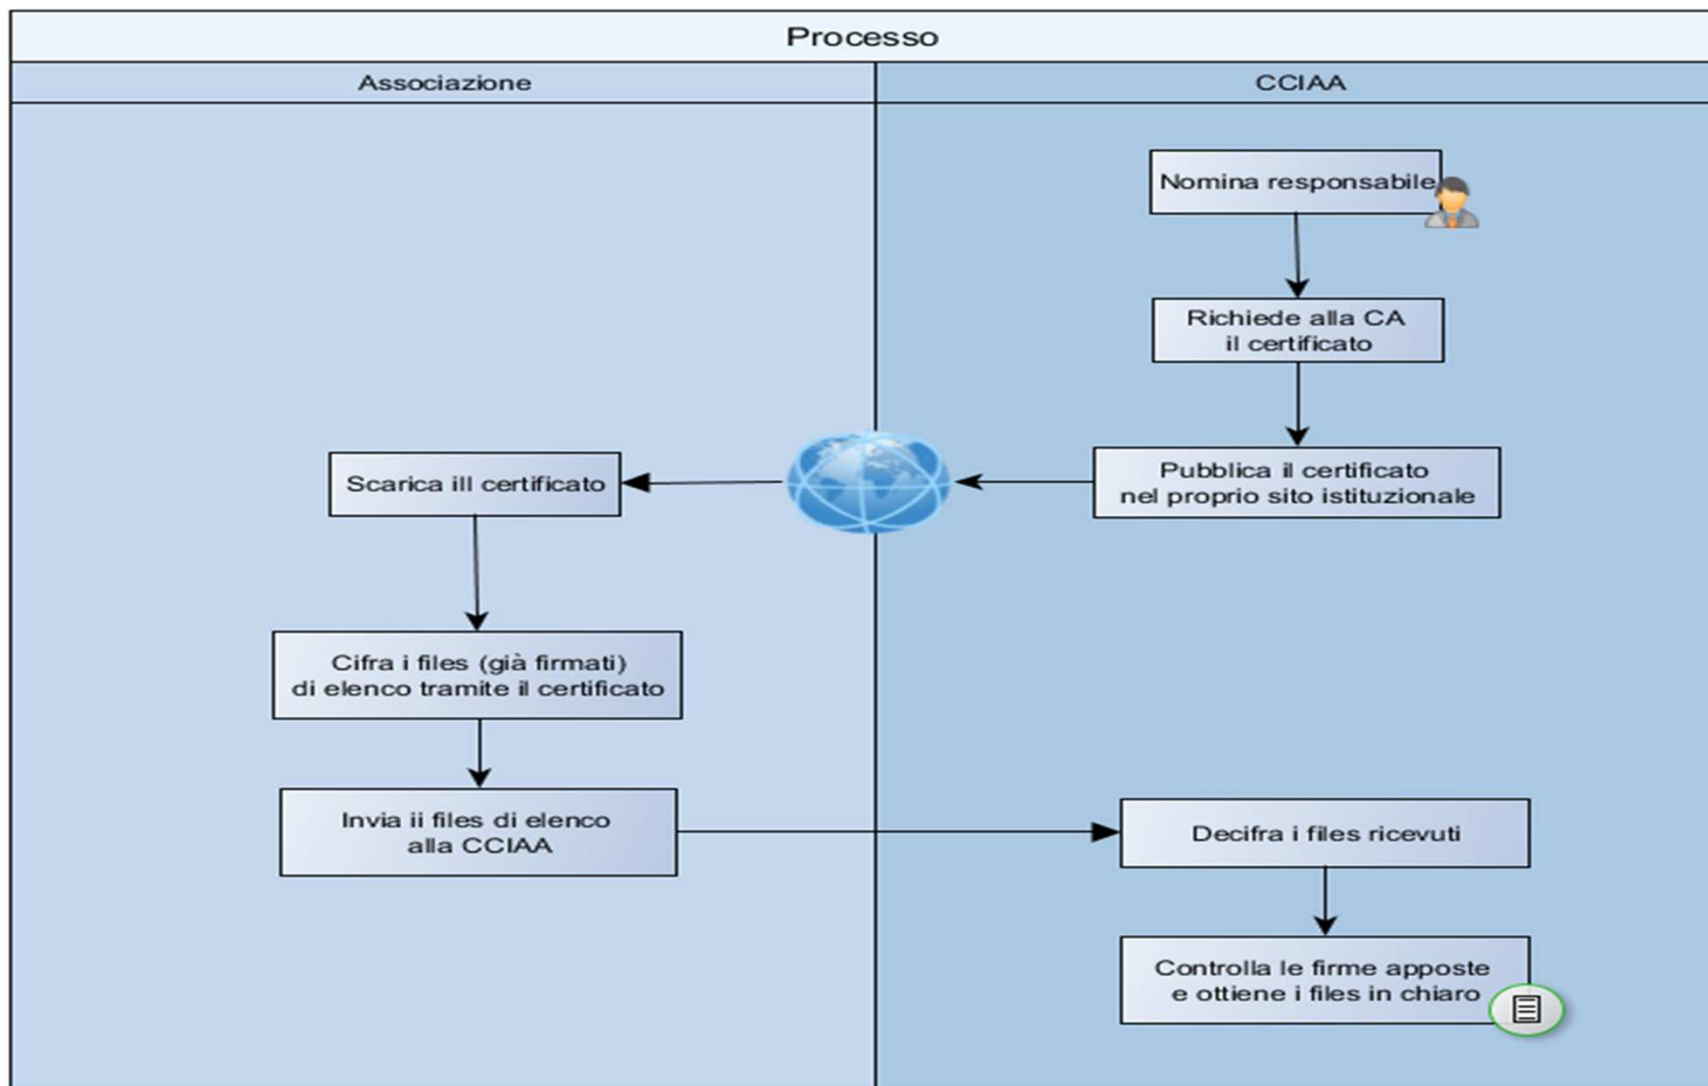 Processo
Associazione
CCIAA
Nomina responsabile
Richiede alla CA
il certificato
Pubblica il certificato
nel proprio sito istituzionale
Scarica ill certificato
Cifra i files (già firmati)
di elenco tramite il certificato
Invia ii files di elenco
alla CCIAA
Decifra i files ricevuti
Controlla le firme apposte
e ottiene i files in chiaro